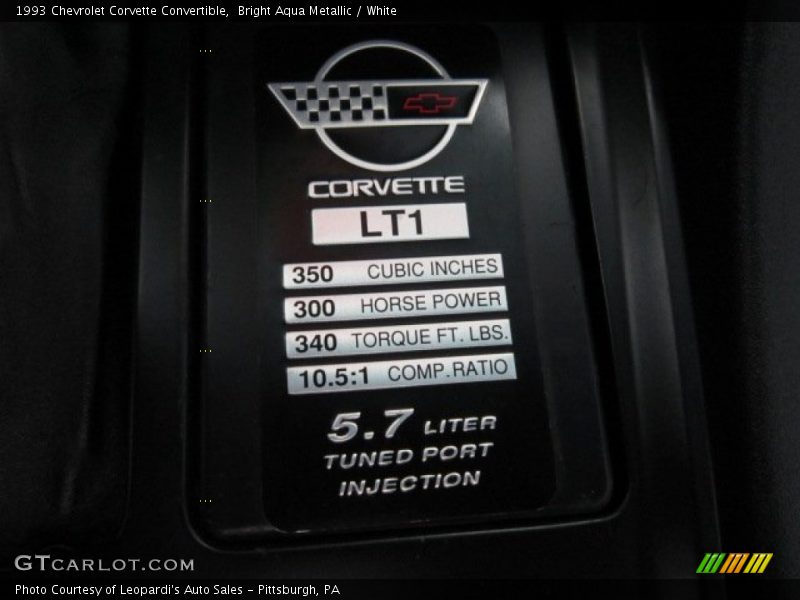 1993 Chevrolet Corvette Convertible,  Bright Aqua Metallic / White
CORVETTE
LT1
350 CUBIC INCHES
300 HORSE POWER
340 TORQUE FT. LBS.
10.5:1 COMP. RATIO
5.7 LITER
TUNED PORT
INJECTION
GTCARLOT.COM
Photo Courtesy of Leopardi's Auto Sales - Pittsburgh, PA